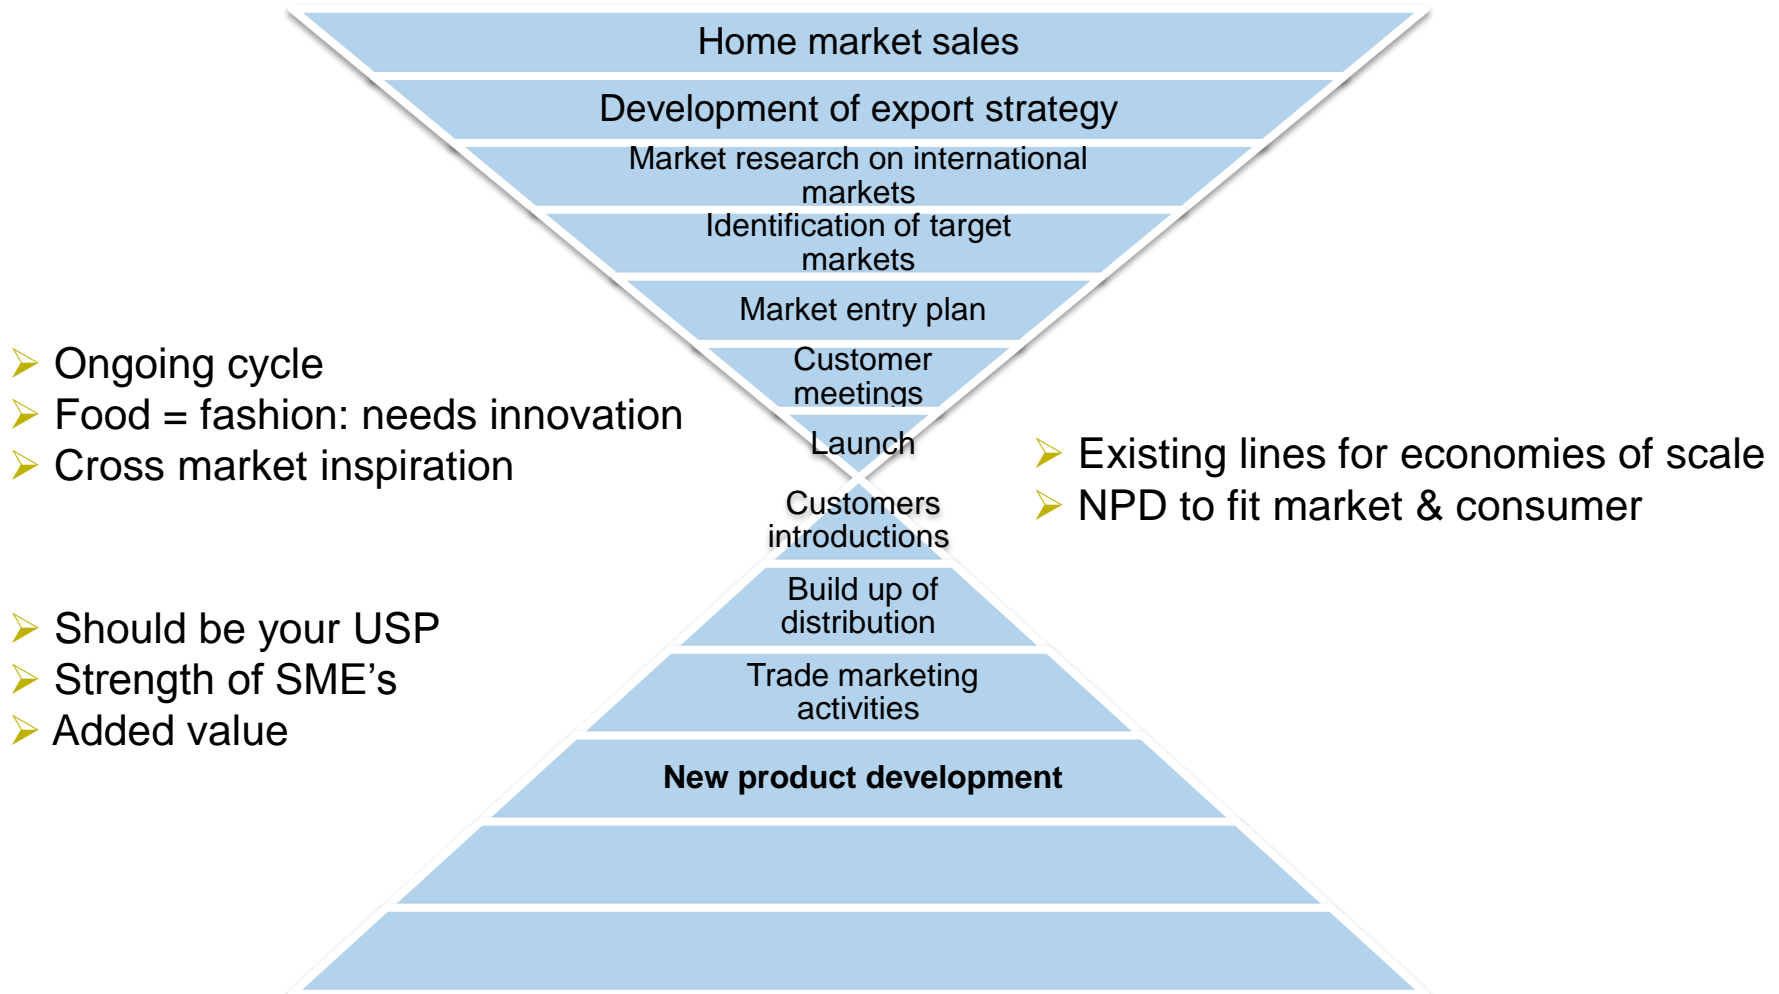 Home market sales
Development of export strategy
Market research on international
markets
Identification of target
markets
Market entry plan
Customer
meetings
Launch
Customers
introductions
Build up of
distribution
Trade marketing
activities
New product development
➢ Ongoing cycle
➢ Food = fashion: needs innovation
➢ Cross market inspiration
➢ Should be your USP
➢ Strength of SME’s
➢ Added value
➢ Existing lines for economies of scale
➢ NPD to fit market & consumer